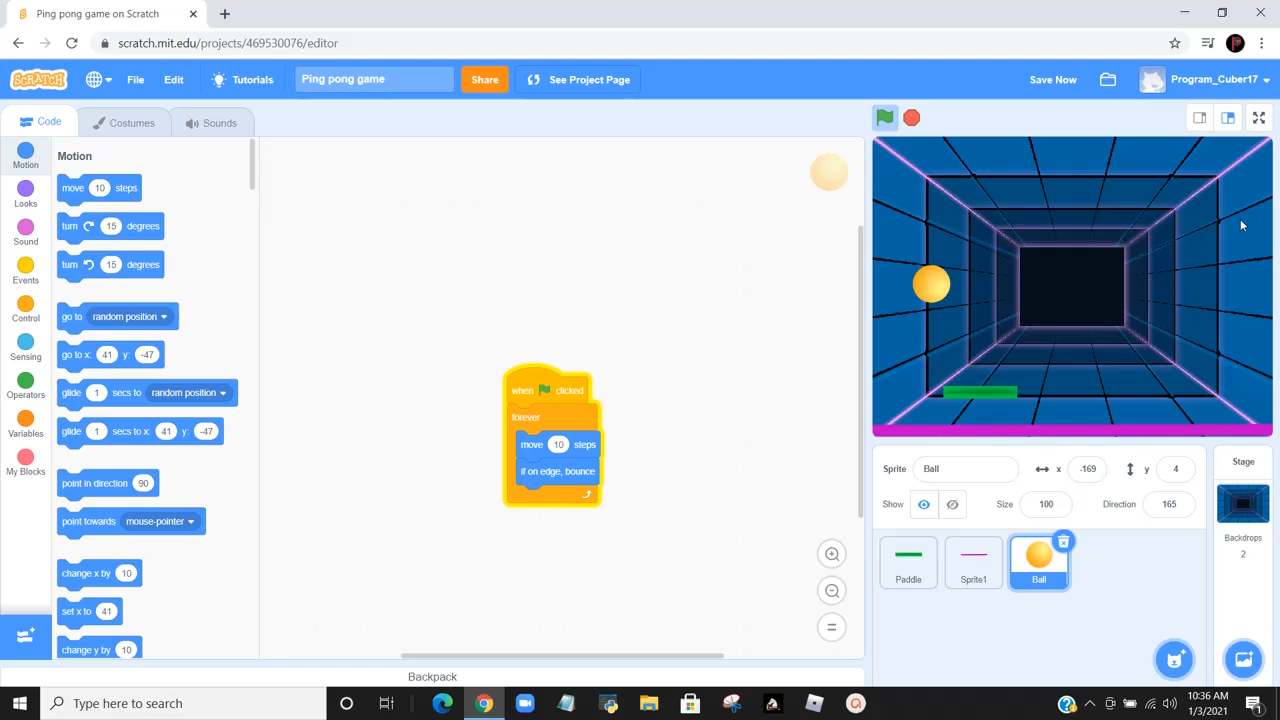 Ping pong game on Scratch
scratch.mit.edu/projects/469530076/editor
SCRATCH
File
Edit
Tutorials
Ping pong game
Share
See Project Page
Save Now
Program_Cuber17
Code
Costumes
Sounds
Motion
Looks
Sound
Events
Control
Sensing
Operators
Variables
My Blocks
Motion
move 10 steps
turn 15 degrees
turn 15 degrees
go to random position
go to x: 41 y: -47
glide 1 secs to random position
glide 1 secs to x: 41 y: -47
point in direction 90
point towards mouse-pointer
change x by 10
set x to 41
change y by 10
when clicked
forever
move 10 steps
if on edge, bounce
Backpack
Sprite Ball x -169 y 4
Show Size 100 Direction 165
Paddle
Sprite1
Ball
Stage
Backdrops
2
Type here to search
10:36 AM
1/3/2021